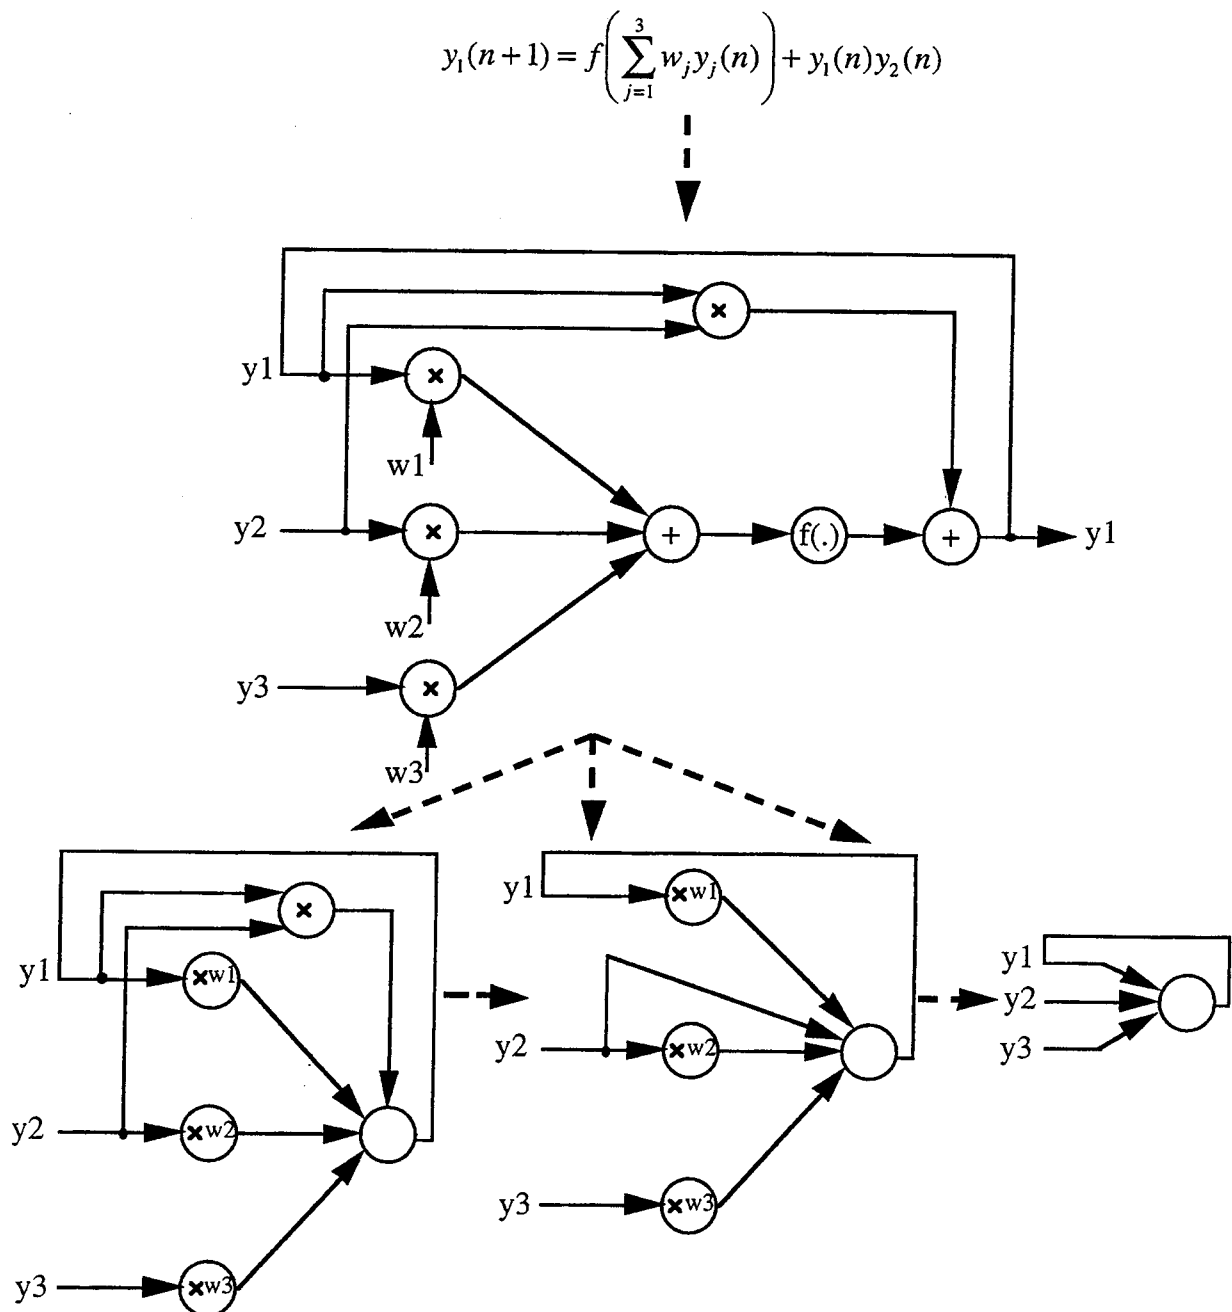 y₁(n+1) = f(∑_{j=1}^{3} w_j y_j(n)) + y₁(n)y₂(n)
×
y1 ×
w1
y2 × + f(.) + y1
w2
y3 ×
w3
×
y1 ×w1
y2 ×w2
y3 ×w3
y1 ×w1
y2 ×w2
y3 ×w3
y1
y2
y3